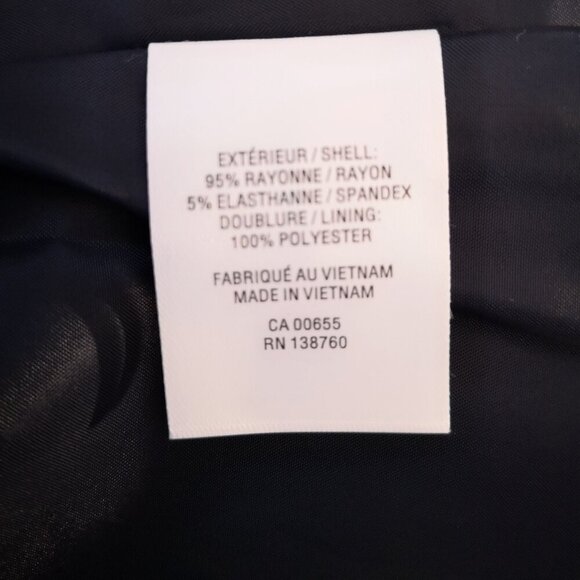 EXTÉRIEUR / SHELL:
95% RAYONNE / RAYON
5% ELASTHANNE / SPANDEX
DOUBLURE / LINING:
100% POLYESTER
FABRIQUÉ AU VIETNAM
MADE IN VIETNAM
CA 00655
RN 138760